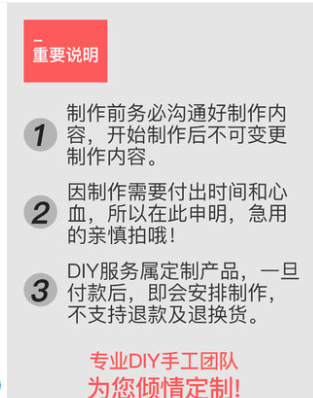 重要说明
1
制作前务必沟通好制作内
容，开始制作后不可变更
制作内容。
2
因制作需要付出时间和心
血，所以在此申明，急用
的亲慎拍哦！
3
DIY服务属定制产品，一旦
付款后，即会安排制作，
不支持退款及退换货。
专业DIY手工团队
为您倾情定制!